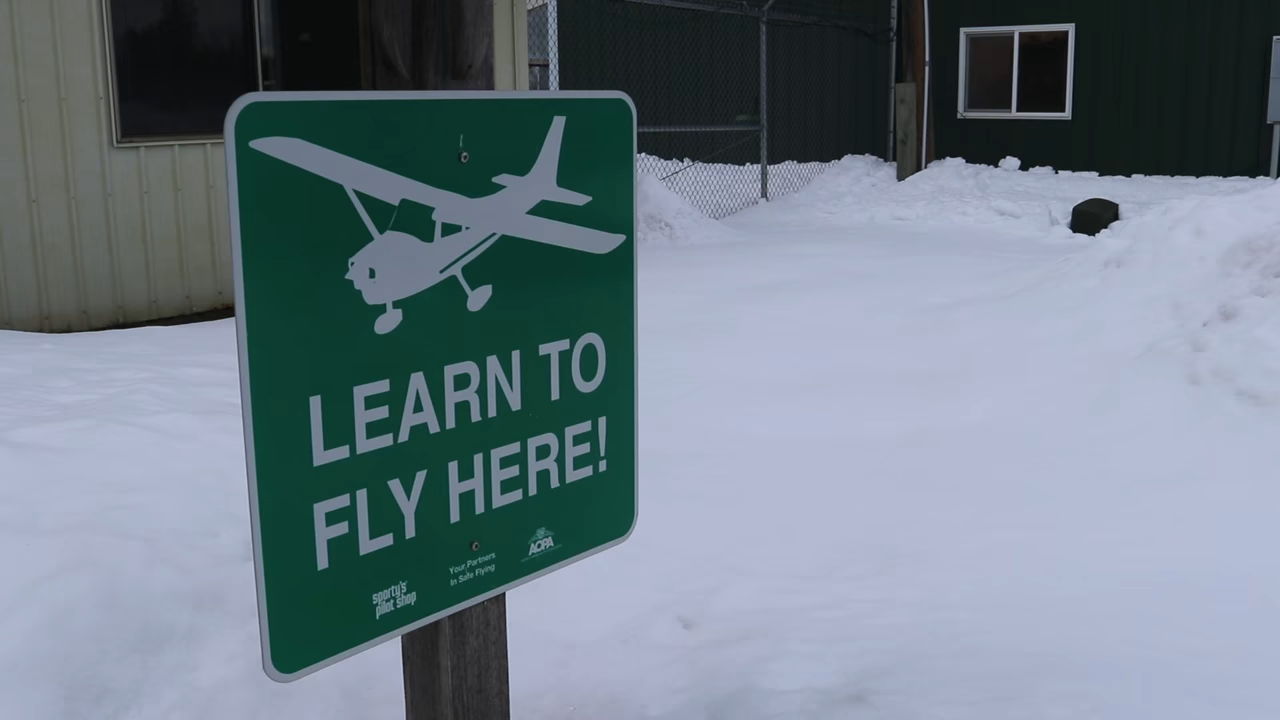 LEARN TO
FLY HERE!
sporty's
pilot shop
Your Partners
In Safe Flying
AOPA